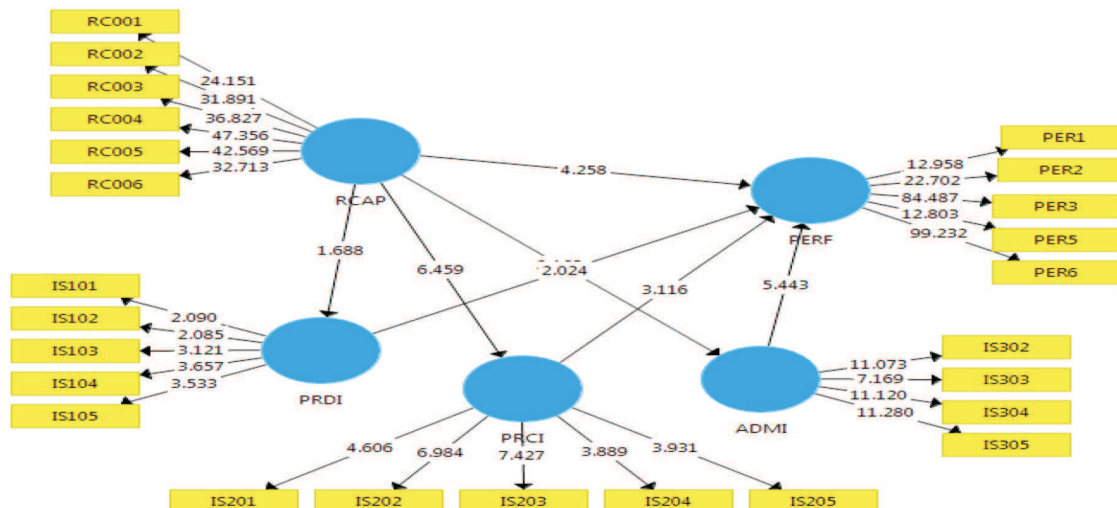 RC001
RC002
RC003
RC004
RC005
RC006
24.151
31.891
36.827
47.356
42.569
32.713
RCAP
4.258
PERF
12.958
22.702
84.487
12.803
99.232
PER1
PER2
PER3
PER5
PER6
1.688
6.459
2.024
3.116
5.443
IS101
IS102
IS103
IS104
IS105
2.090
2.085
3.121
3.657
3.533
PRDI
PRCI
ADMI
11.073
7.169
11.120
11.280
IS302
IS303
IS304
IS305
4.606
6.984
7.427
3.889
3.931
IS201
IS202
IS203
IS204
IS205